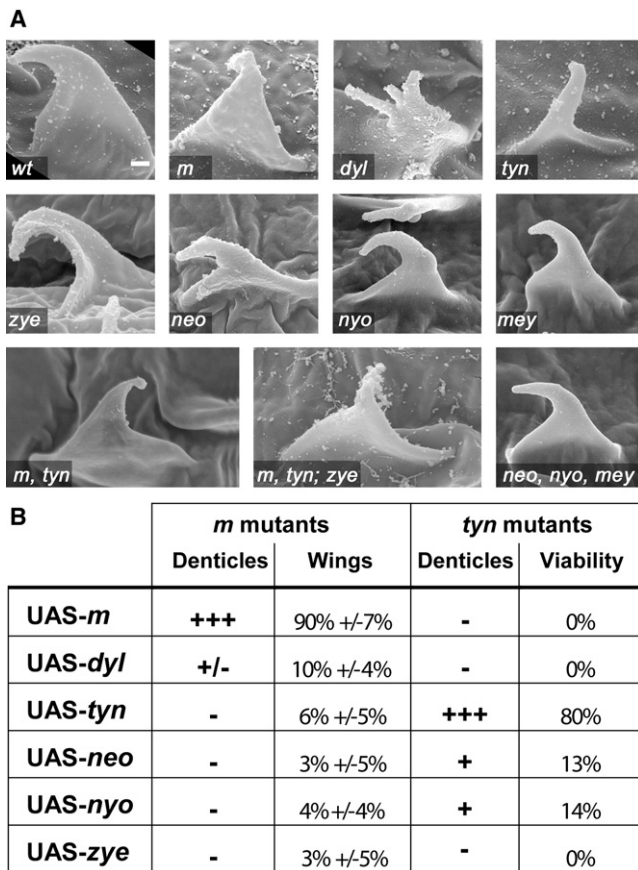 A
wt m dyl tyn
zye neo nyo mey
m, tyn m, tyn; zye neo, nyo, mey
B
m mutants tyn mutants
Denticles Wings Denticles Viability
UAS-m +++ 90% +/-7% - 0%
UAS-dyl +/- 10% +/-4% - 0%
UAS-tyn - 6% +/-5% +++ 80%
UAS-neo - 3% +/-5% + 13%
UAS-nyo - 4% +/-4% + 14%
UAS-zye - 3% +/-5% - 0%